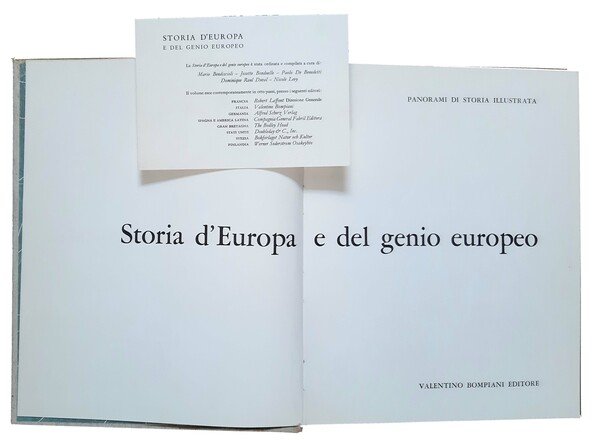 STORIA D'EUROPA
E DEL GENIO EUROPEO
La Storia d'Europa e del genio europeo è stata ordinata e compilata a cura di:
Mario Bendiscioli - Josette Bonduelle - Paolo De Benedetti
Dominique Raoul Duval - Nicole Levy
Il volume esce contemporaneamente in otto paesi, presso i seguenti editori:
FRANCIA Robert Laffont Direzione Generale
ITALIA Valentino Bompiani
GERMANIA Alfred Scherz Verlag
SPAGNA E AMERICA LATINA Compañia General Fabril Editora
GRAN BRETAGNA The Bodley Head
STATI UNITI Doubleday & C., Inc.
SVEZIA Bokförlaget Natur och Kultur
FINLANDIA Werner Söderström Osakeyhtiö
PANORAMI DI STORIA ILLUSTRATA
Storia d'Europa e del genio europeo
VALENTINO BOMPIANI EDITORE